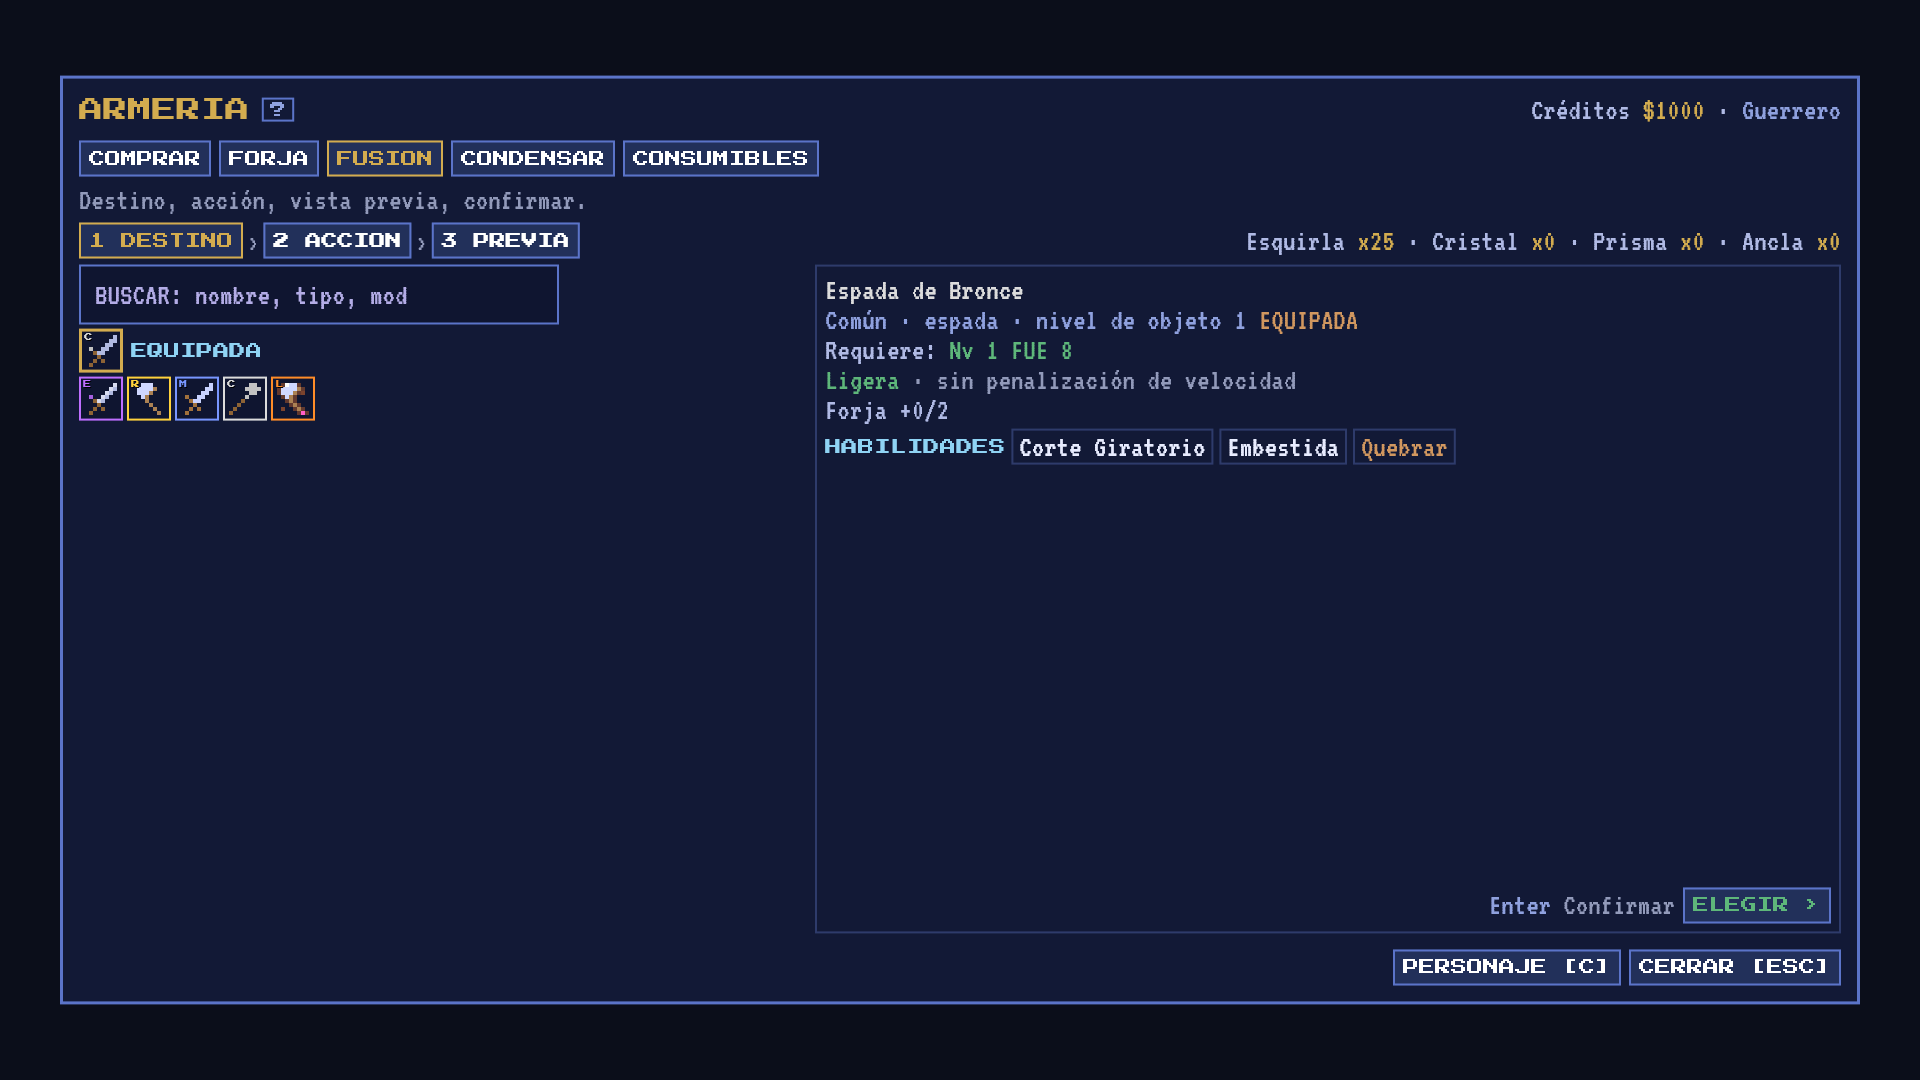 ARMERIA ? Créditos $1000 · Guerrero
COMPRAR FORJA FUSION CONDENSAR CONSUMIBLES
Destino, acción, vista previa, confirmar.
1 DESTINO › 2 ACCION › 3 PREVIA Esquirla x25 · Cristal x0 · Prisma x0 · Ancla x0
BUSCAR: nombre, tipo, mod
C EQUIPADA
E R M C L
Espada de Bronce
Común · espada · nivel de objeto 1 EQUIPADA
Requiere: Nv 1 FUE 8
Ligera · sin penalización de velocidad
Forja +0/2
HABILIDADES Corte Giratorio Embestida Quebrar
Enter Confirmar ELEGIR >
PERSONAJE [C] CERRAR [ESC]